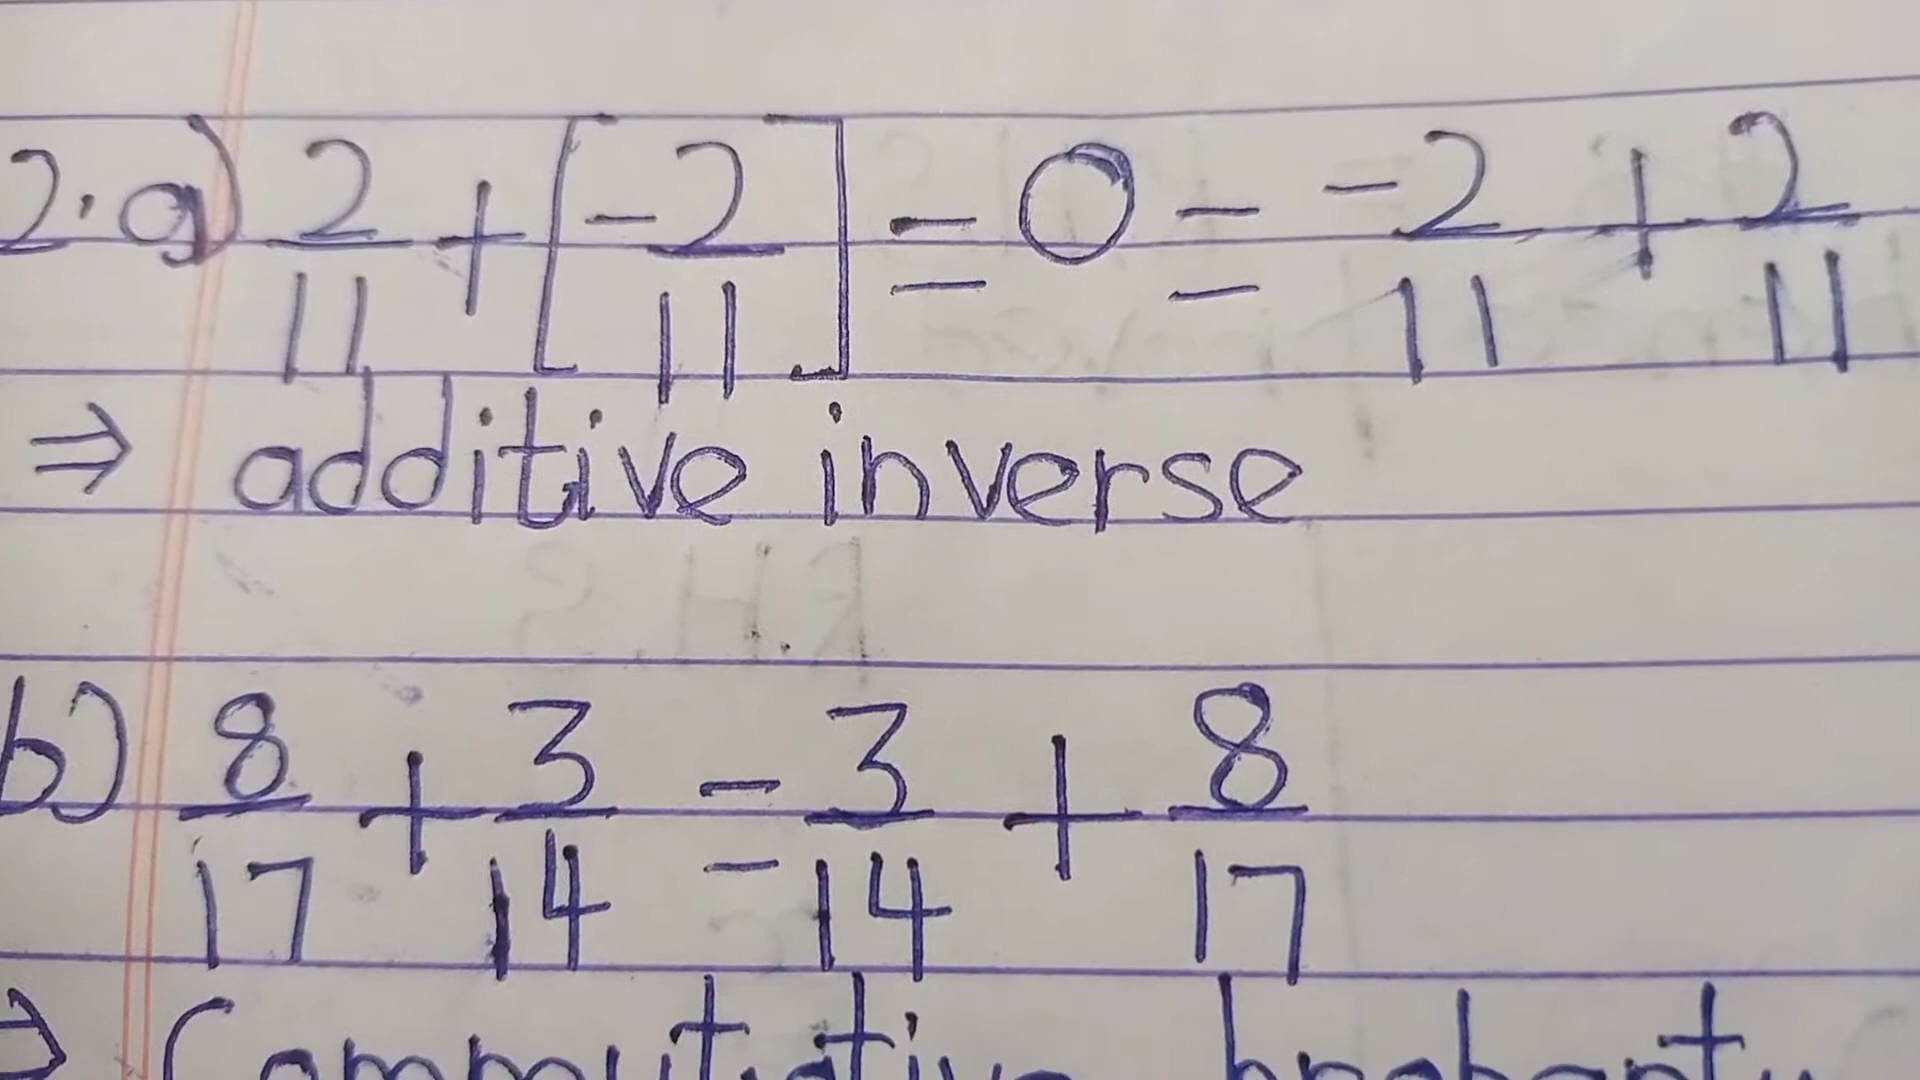 2. a) 2/11 + [-2/11] = 0 = -2/11 + 2/11
⇒ additive inverse
b) 8/17 + 3/14 = 3/14 + 8/17
⇒ Commutative